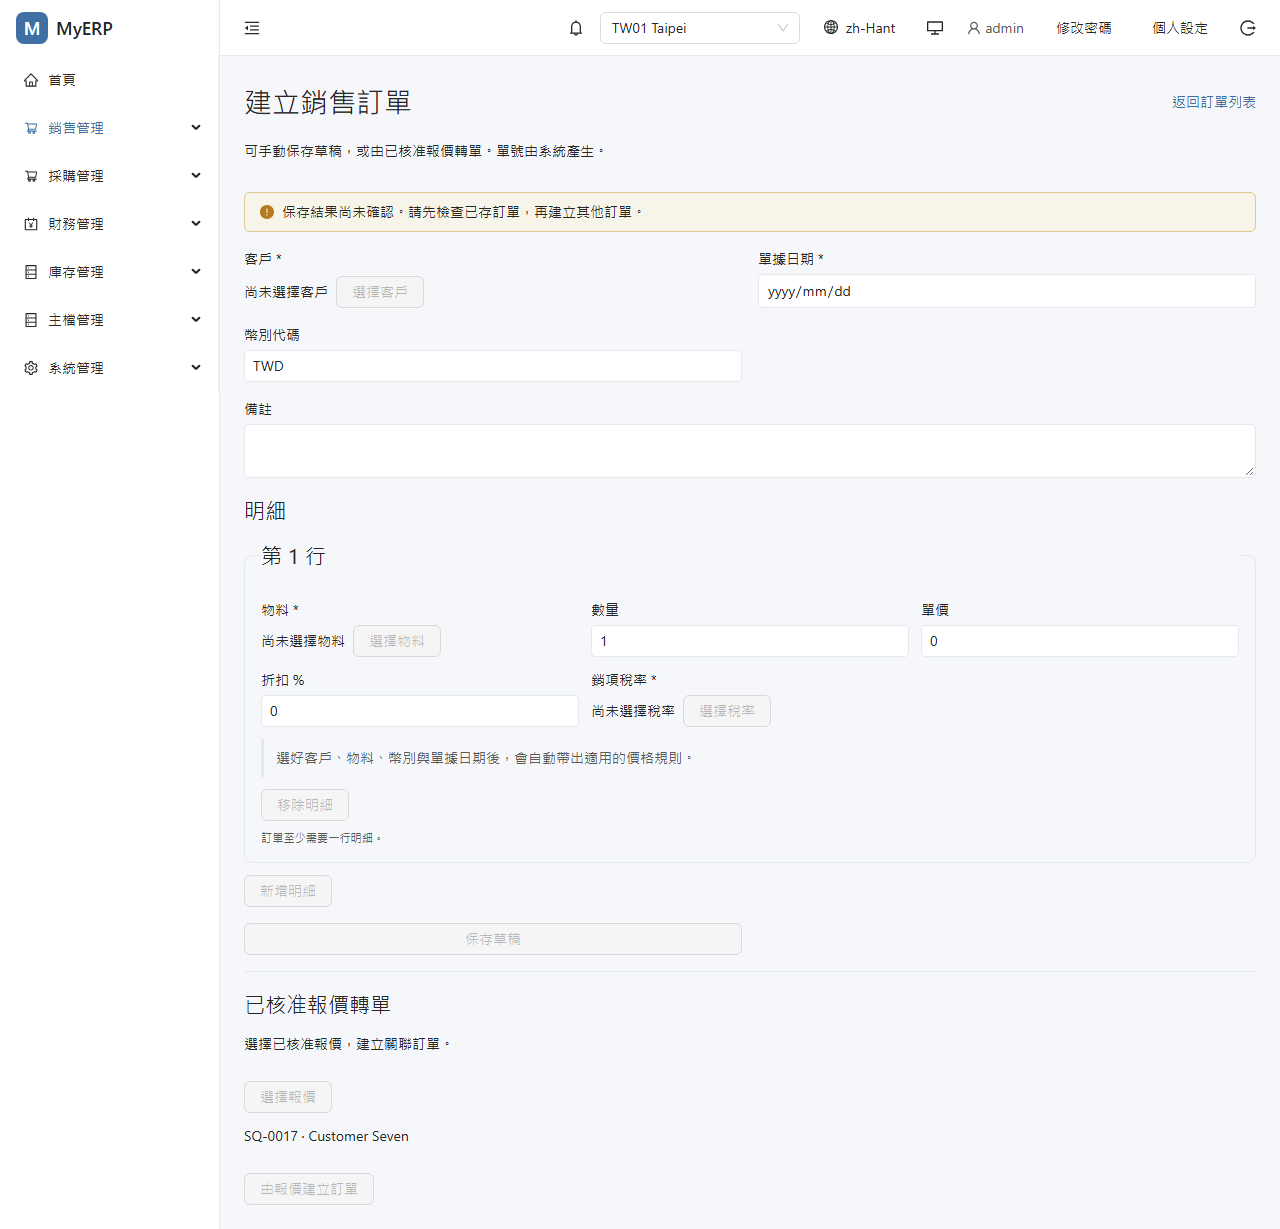 M MyERP
TW01 Taipei
zh-Hant
admin
修改密碼
個人設定
首頁
銷售管理
採購管理
財務管理
庫存管理
主檔管理
系統管理
建立銷售訂單
返回訂單列表
可手動保存草稿，或由已核准報價轉單。單號由系統產生。
保存結果尚未確認。請先檢查已存訂單，再建立其他訂單。
客戶 *
單據日期 *
尚未選擇客戶 選擇客戶
yyyy/mm/dd
幣別代碼
TWD
備註
明細
第 1 行
物料 *
數量
單價
尚未選擇物料 選擇物料
1
0
折扣 %
銷項稅率 *
0
尚未選擇稅率 選擇稅率
選好客戶、物料、幣別與單據日期後，會自動帶出適用的價格規則。
移除明細
訂單至少需要一行明細。
新增明細
保存草稿
已核准報價轉單
選擇已核准報價，建立關聯訂單。
選擇報價
SQ-0017 · Customer Seven
由報價建立訂單